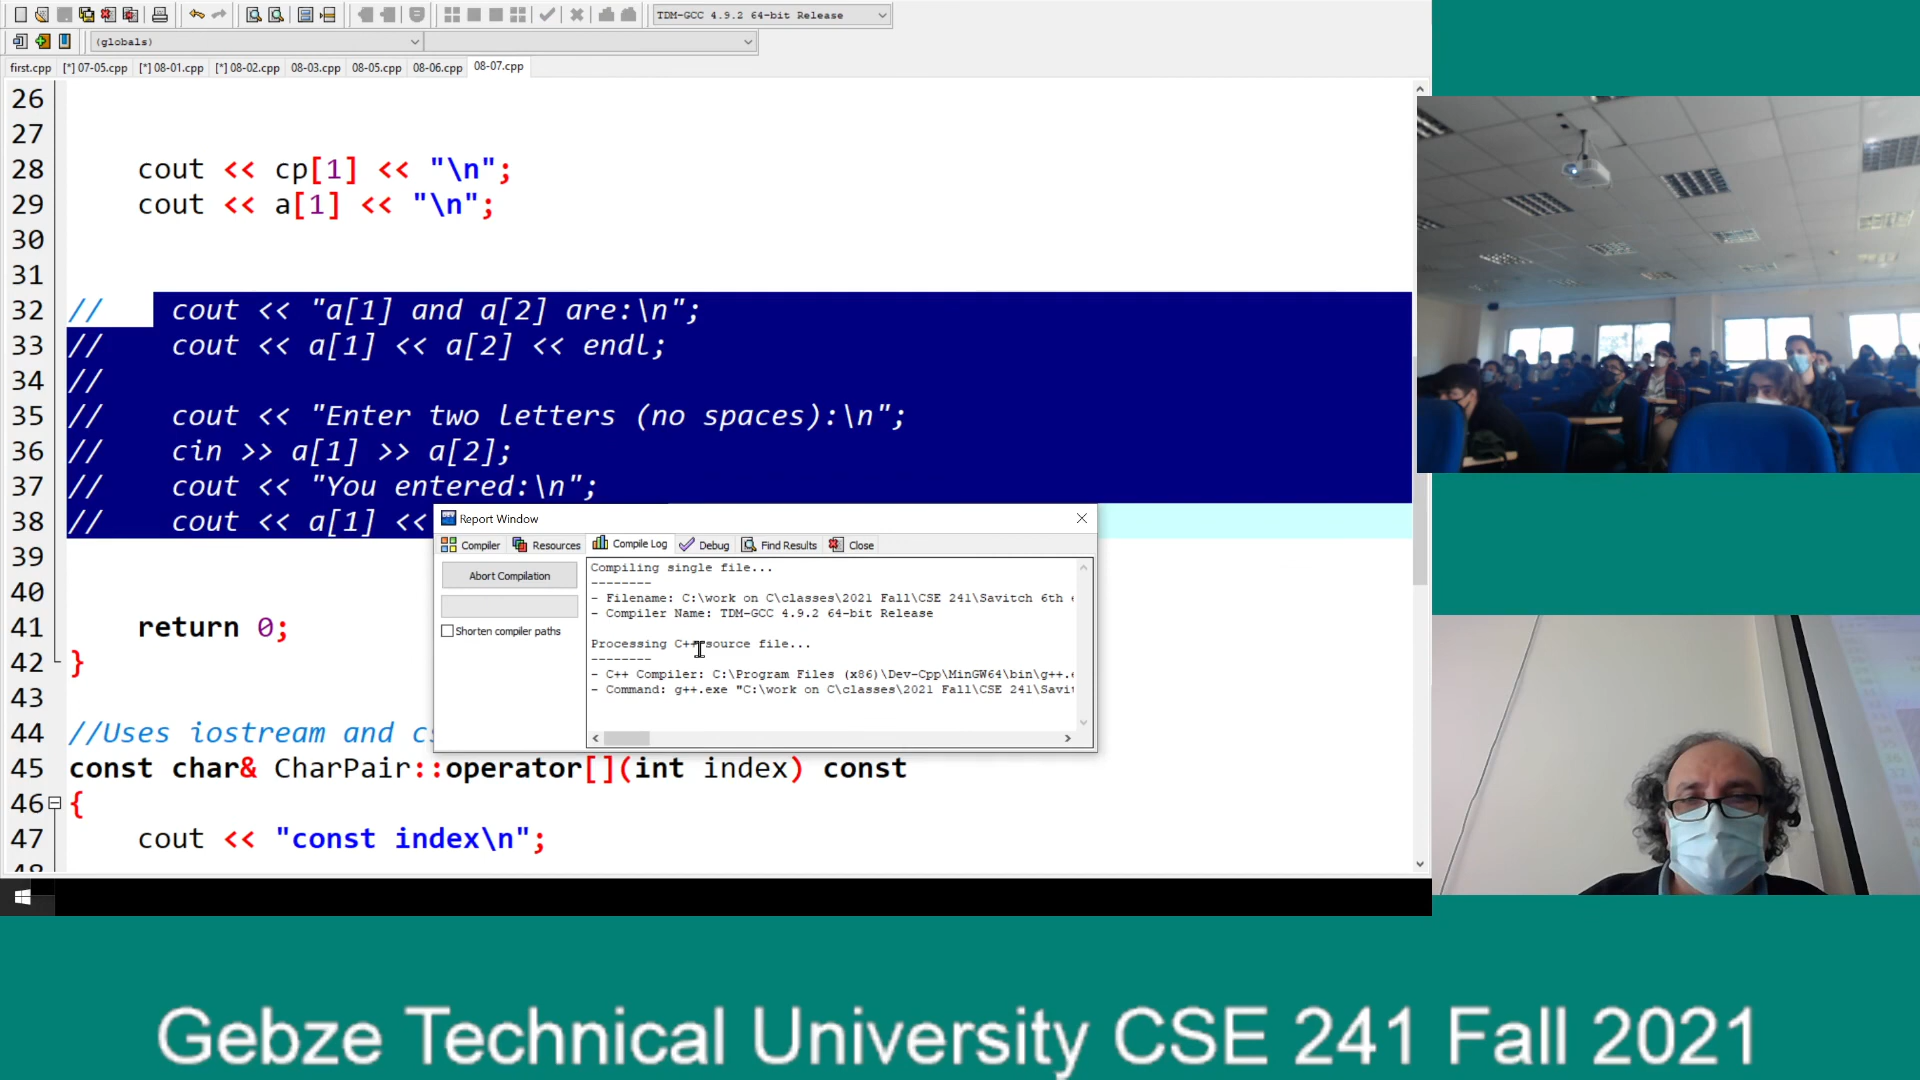 TDM-GCC 4.9.2 64-bit Release
(globals)
first.cpp [*] 07-05.cpp [*] 08-01.cpp [*] 08-02.cpp 08-03.cpp 08-05.cpp 08-06.cpp 08-07.cpp
26
27
28 cout << cp[1] << "\n";
29 cout << a[1] << "\n";
30
31
32 // cout << "a[1] and a[2] are:\n";
33 // cout << a[1] << a[2] << endl;
34 //
35 // cout << "Enter two letters (no spaces):\n";
36 // cin >> a[1] >> a[2];
37 // cout << "You entered:\n";
38 // cout << a[1] <<
39
40
41 return 0;
42 }
43
44 //Uses iostream and
45 const char& CharPair::operator[](int index) const
46 {
47 cout << "const index\n";
Report Window
Compiler Resources Compile Log Debug Find Results Close
Abort Compilation
Shorten compiler paths
Compiling single file...
--------
- Filename: C:\work on C\classes\2021 Fall\CSE 241\Savitch 6th
- Compiler Name: TDM-GCC 4.9.2 64-bit Release
Processing C++ source file...
--------
- C++ Compiler: C:\Program Files (x86)\Dev-Cpp\MinGW64\bin\g++.
- Command: g++.exe "C:\work on C\classes\2021 Fall\CSE 241\Savit
Gebze Technical University CSE 241 Fall 2021